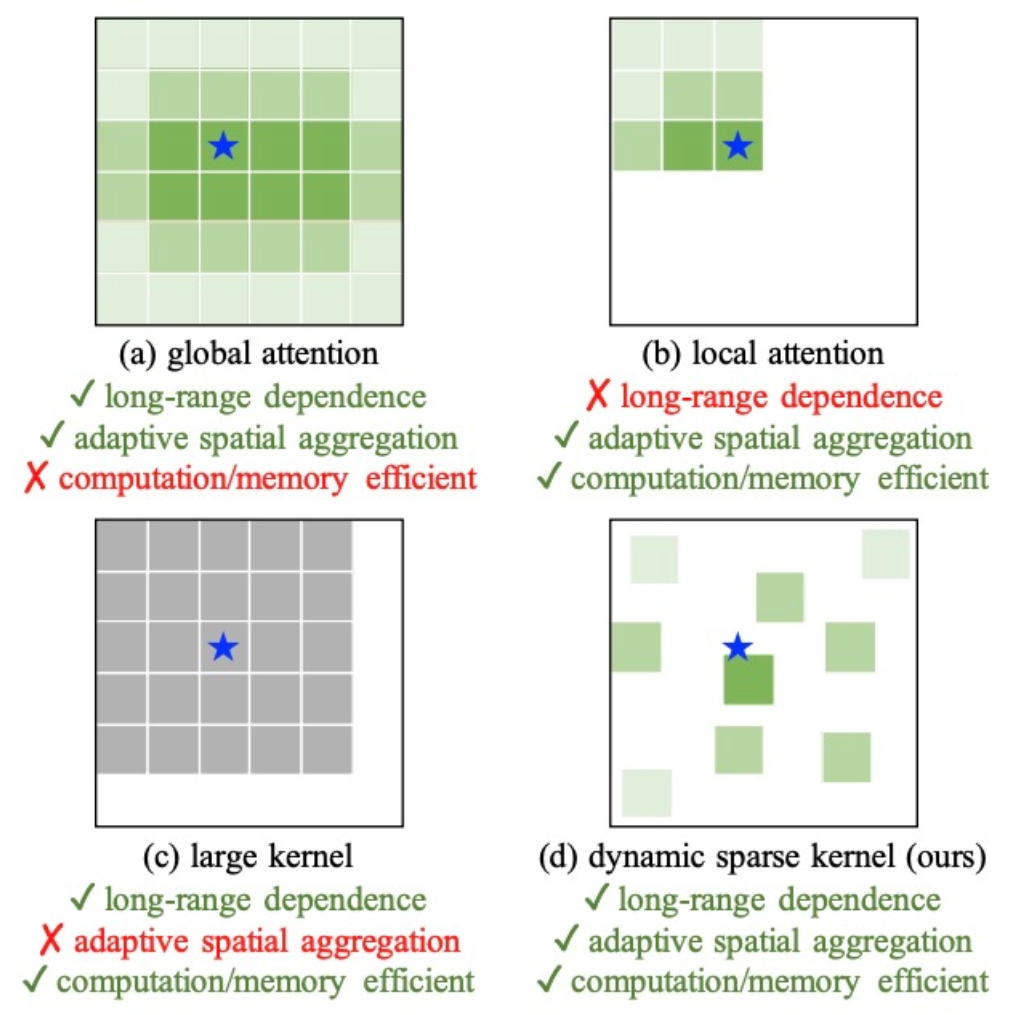 (a) global attention
✓ long-range dependence
✓ adaptive spatial aggregation
✗ computation/memory efficient
(b) local attention
✗ long-range dependence
✓ adaptive spatial aggregation
✓ computation/memory efficient
(c) large kernel
✓ long-range dependence
✗ adaptive spatial aggregation
✓ computation/memory efficient
(d) dynamic sparse kernel (ours)
✓ long-range dependence
✓ adaptive spatial aggregation
✓ computation/memory efficient